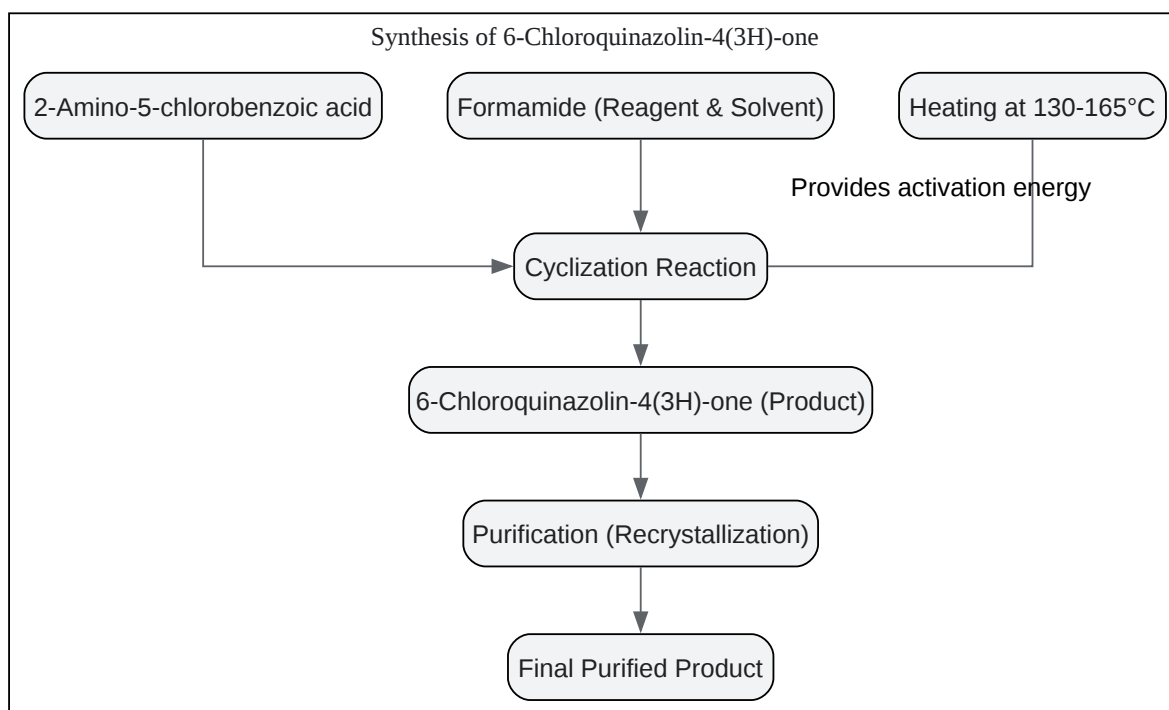 Synthesis of 6-Chloroquinazolin-4(3H)-one
2-Amino-5-chlorobenzoic acid
Formamide (Reagent & Solvent)
Heating at 130-165°C
Provides activation energy
Cyclization Reaction
6-Chloroquinazolin-4(3H)-one (Product)
Purification (Recrystallization)
Final Purified Product